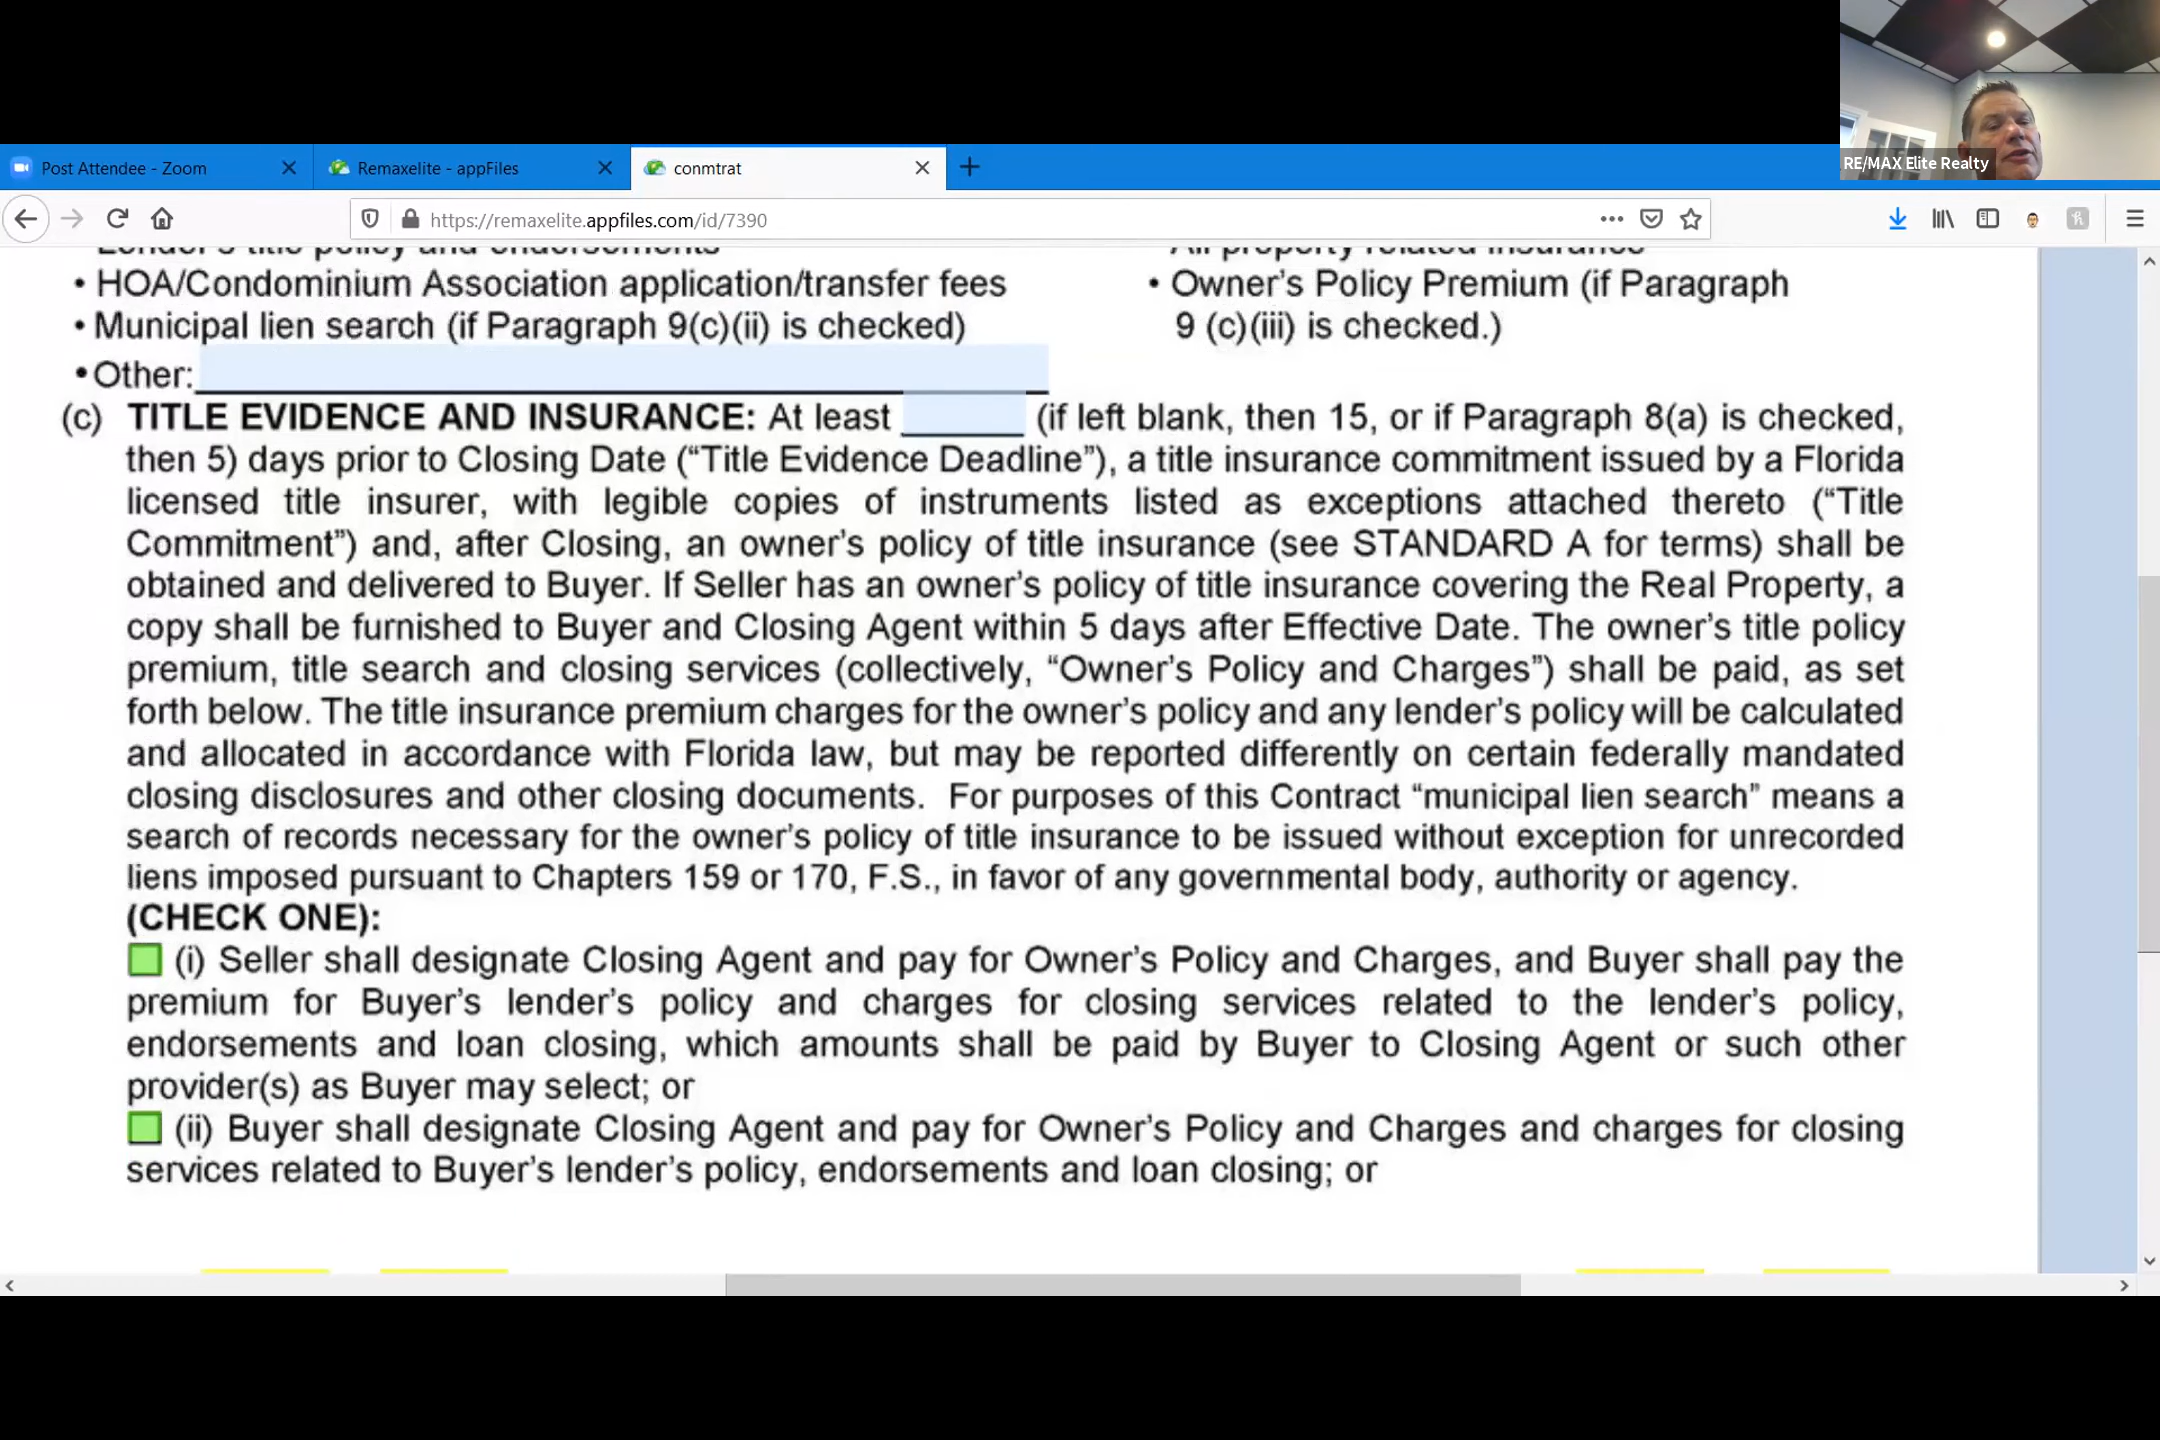 RE/MAX Elite Realty
Post Attendee - Zoom
Remaxelite - appFiles
conmtrat
https://remaxelite.appfiles.com/id/7390
Lender's title policy and endorsements
All property related insurance
• HOA/Condominium Association application/transfer fees
• Owner's Policy Premium (if Paragraph
• Municipal lien search (if Paragraph 9(c)(ii) is checked)
9 (c)(iii) is checked.)
• Other:
(c) TITLE EVIDENCE AND INSURANCE: At least ______ (if left blank, then 15, or if Paragraph 8(a) is checked,
then 5) days prior to Closing Date (“Title Evidence Deadline”), a title insurance commitment issued by a Florida
licensed title insurer, with legible copies of instruments listed as exceptions attached thereto (“Title
Commitment”) and, after Closing, an owner’s policy of title insurance (see STANDARD A for terms) shall be
obtained and delivered to Buyer. If Seller has an owner’s policy of title insurance covering the Real Property, a
copy shall be furnished to Buyer and Closing Agent within 5 days after Effective Date. The owner’s title policy
premium, title search and closing services (collectively, “Owner’s Policy and Charges”) shall be paid, as set
forth below. The title insurance premium charges for the owner’s policy and any lender’s policy will be calculated
and allocated in accordance with Florida law, but may be reported differently on certain federally mandated
closing disclosures and other closing documents. For purposes of this Contract “municipal lien search” means a
search of records necessary for the owner’s policy of title insurance to be issued without exception for unrecorded
liens imposed pursuant to Chapters 159 or 170, F.S., in favor of any governmental body, authority or agency.
(CHECK ONE):
(i) Seller shall designate Closing Agent and pay for Owner’s Policy and Charges, and Buyer shall pay the
premium for Buyer’s lender’s policy and charges for closing services related to the lender’s policy,
endorsements and loan closing, which amounts shall be paid by Buyer to Closing Agent or such other
provider(s) as Buyer may select; or
(ii) Buyer shall designate Closing Agent and pay for Owner’s Policy and Charges and charges for closing
services related to Buyer’s lender’s policy, endorsements and loan closing; or